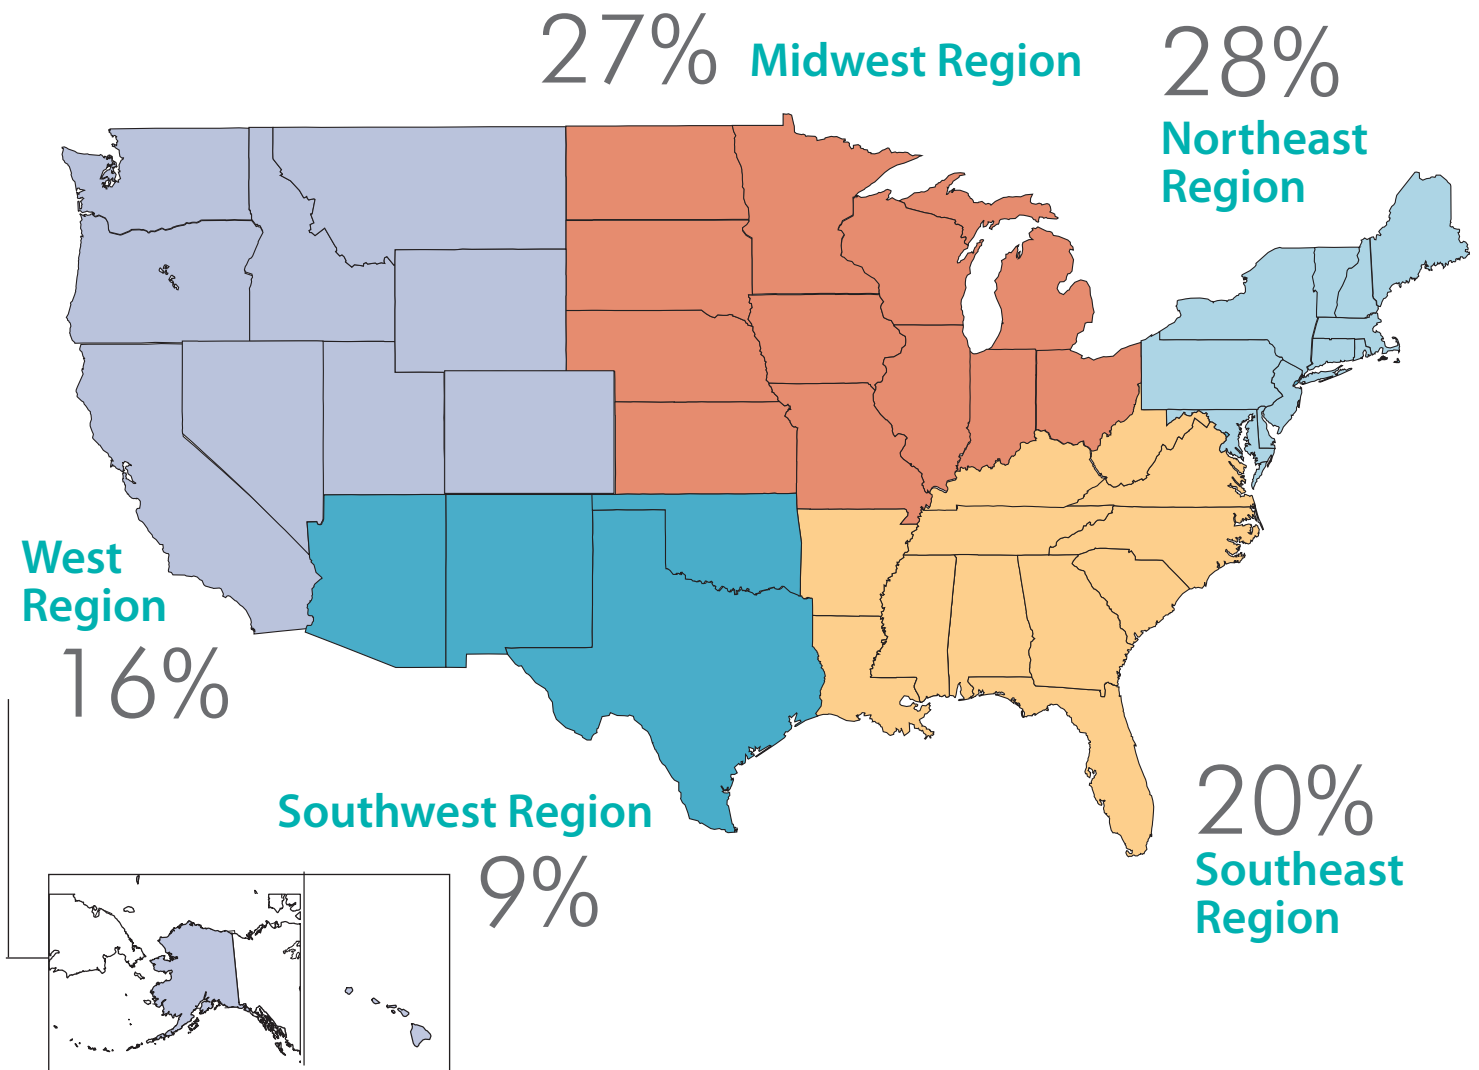 27% Midwest Region
28%
Northeast
Region
West
Region
16%
Southwest Region
9%
20%
Southeast
Region